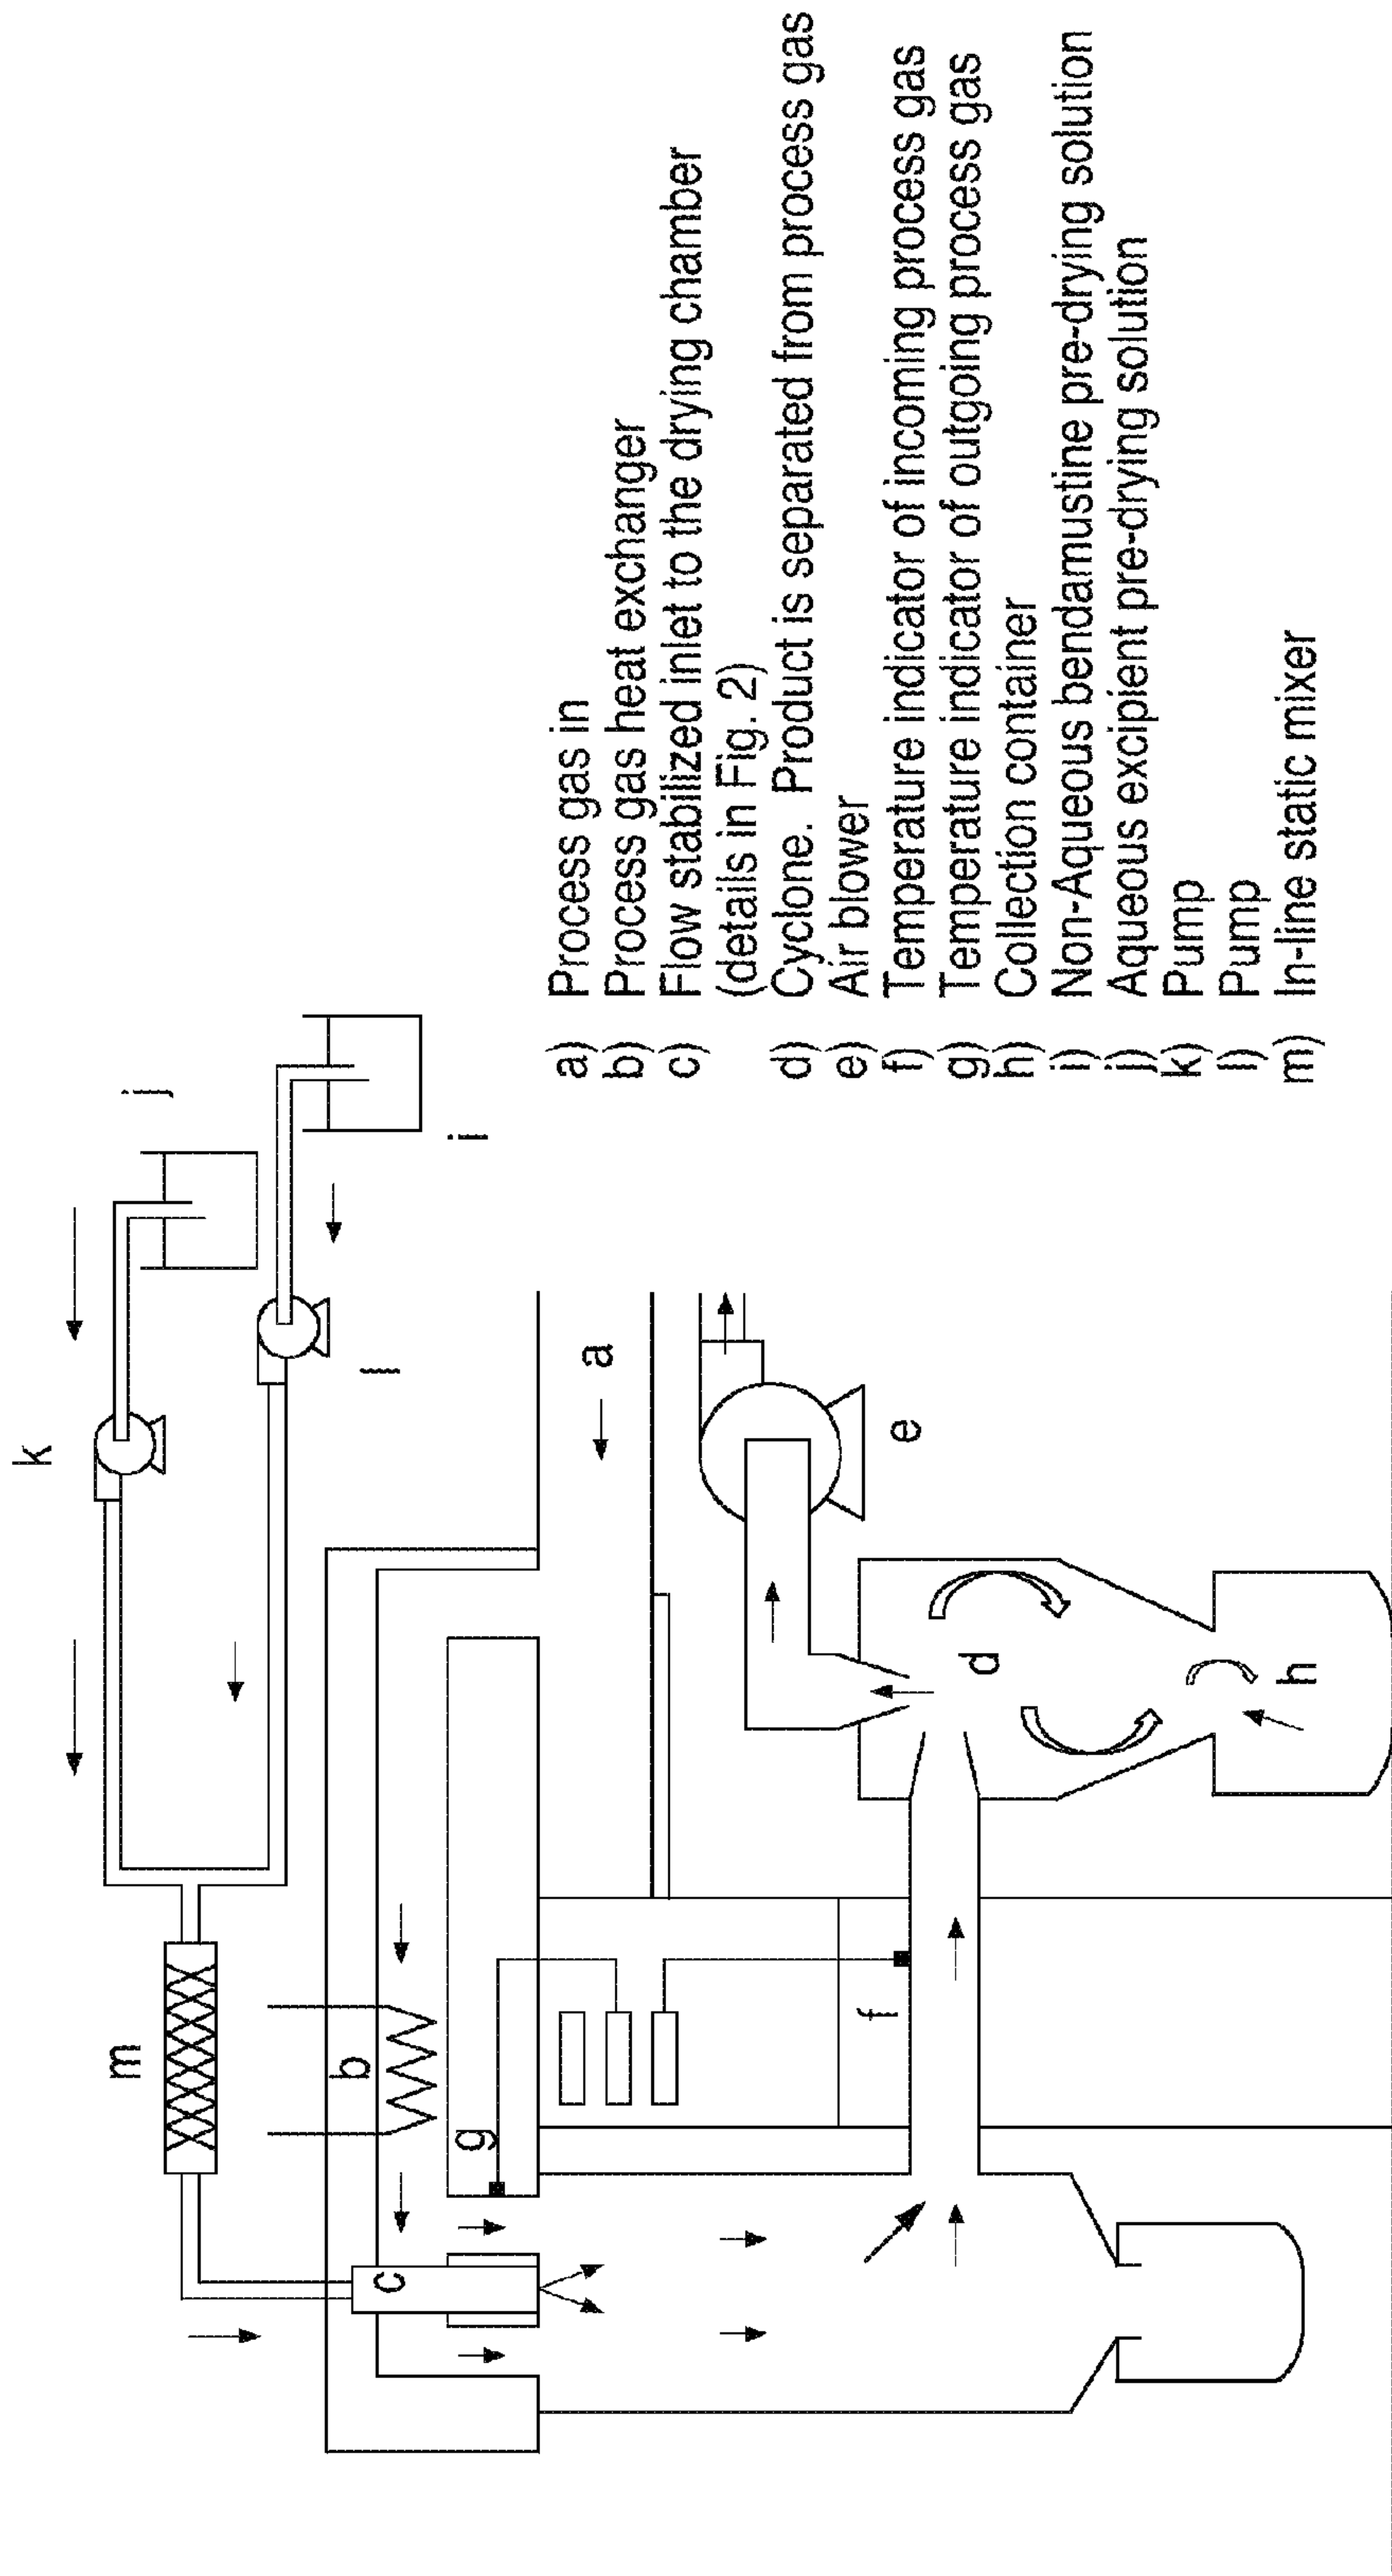 k
j
m
l
i
b
a
c
g
e
f
d
h
a) Process gas in
b) Process gas heat exchanger
c) Flow stabilized inlet to the drying chamber
(details in Fig. 2)
d) Cyclone. Product is separated from process gas
e) Air blower
f) Temperature indicator of incoming process gas
g) Temperature indicator of outgoing process gas
h) Collection container
i) Non-Aqueous bendamustine pre-drying solution
j) Aqueous excipient pre-drying solution
k) Pump
l) Pump
m) In-line static mixer